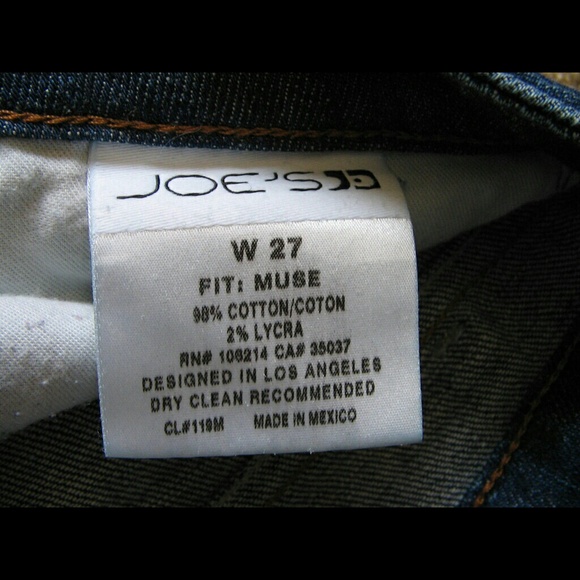 JOE'S
W 27
FIT: MUSE
98% COTTON/COTON
2% LYCRA
RN# 106214 CA# 35037
DESIGNED IN LOS ANGELES
DRY CLEAN RECOMMENDED
CL#119M MADE IN MEXICO